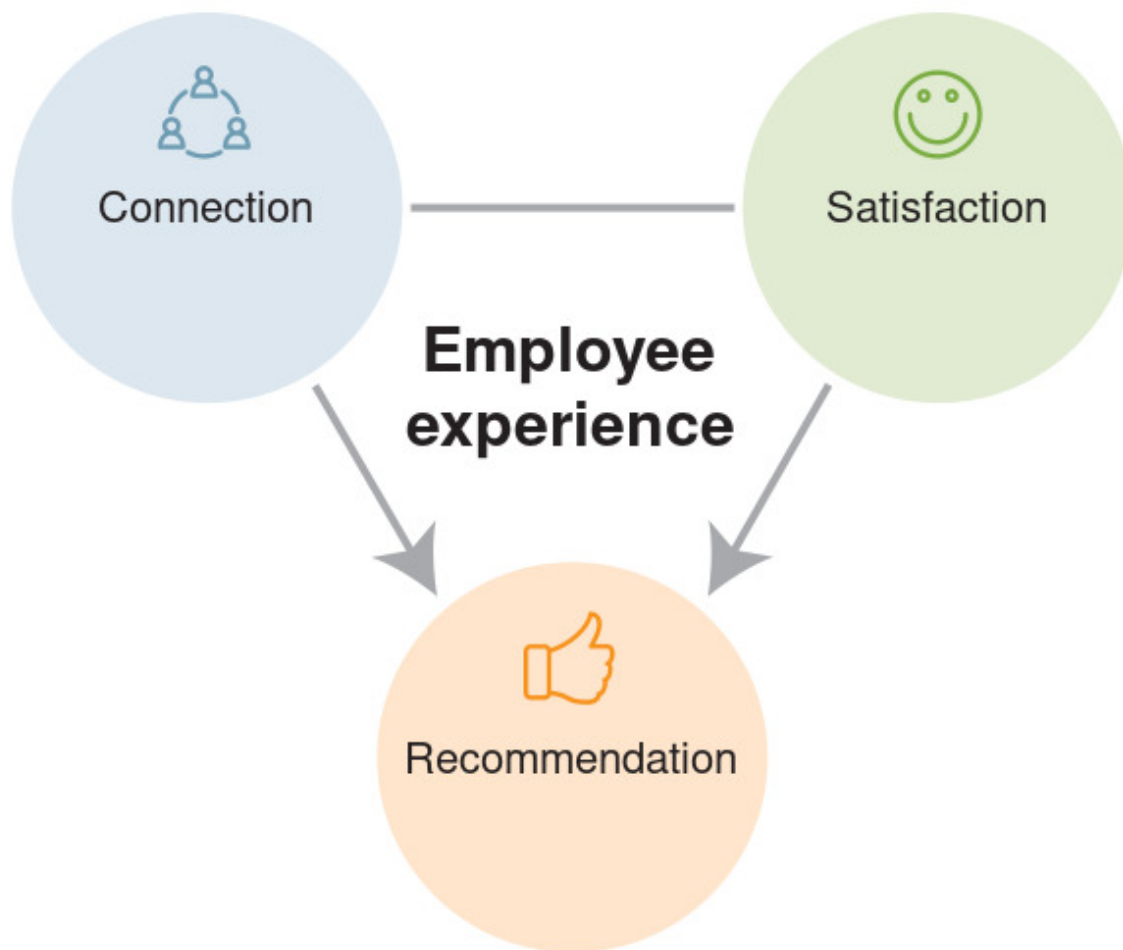 Connection
Satisfaction
Employee
experience
Recommendation